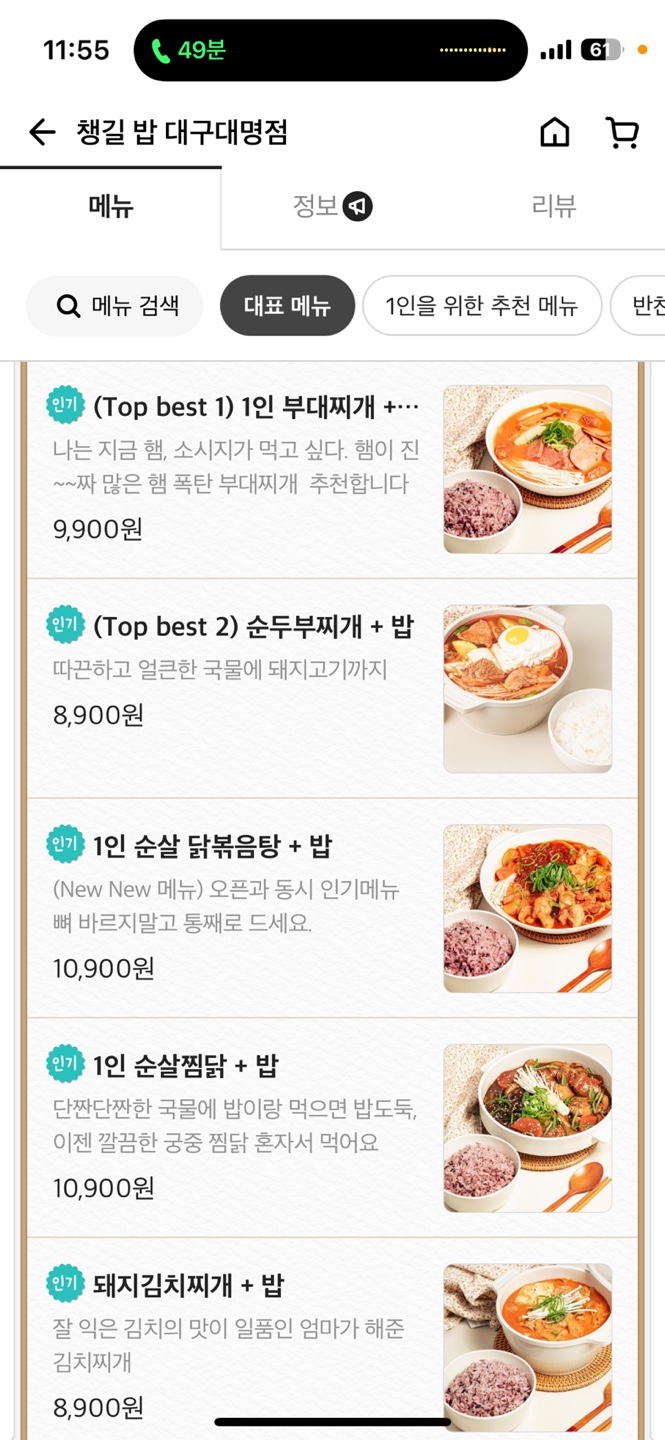 11:55
49분
61
챙길 밥 대구대명점
메뉴
정보
리뷰
메뉴 검색
대표 메뉴
1인을 위한 추천 메뉴
반찬
인기 (Top best 1) 1인 부대찌개 +…
나는 지금 햄, 소시지가 먹고 싶다. 햄이 진
~~짜 많은 햄 폭탄 부대찌개  추천합니다
9,900원
인기 (Top best 2) 순두부찌개 + 밥
따끈하고 얼큰한 국물에 돼지고기까지
8,900원
인기 1인 순살 닭볶음탕 + 밥
(New New 메뉴) 오픈과 동시 인기메뉴
뼈 바르지말고 통째로 드세요.
10,900원
인기 1인 순살찜닭 + 밥
단짠단짠한 국물에 밥이랑 먹으면 밥도둑,
이젠 깔끔한 궁중 찜닭 혼자서 먹어요
10,900원
인기 돼지김치찌개 + 밥
잘 익은 김치의 맛이 일품인 엄마가 해준
김치찌개
8,900원